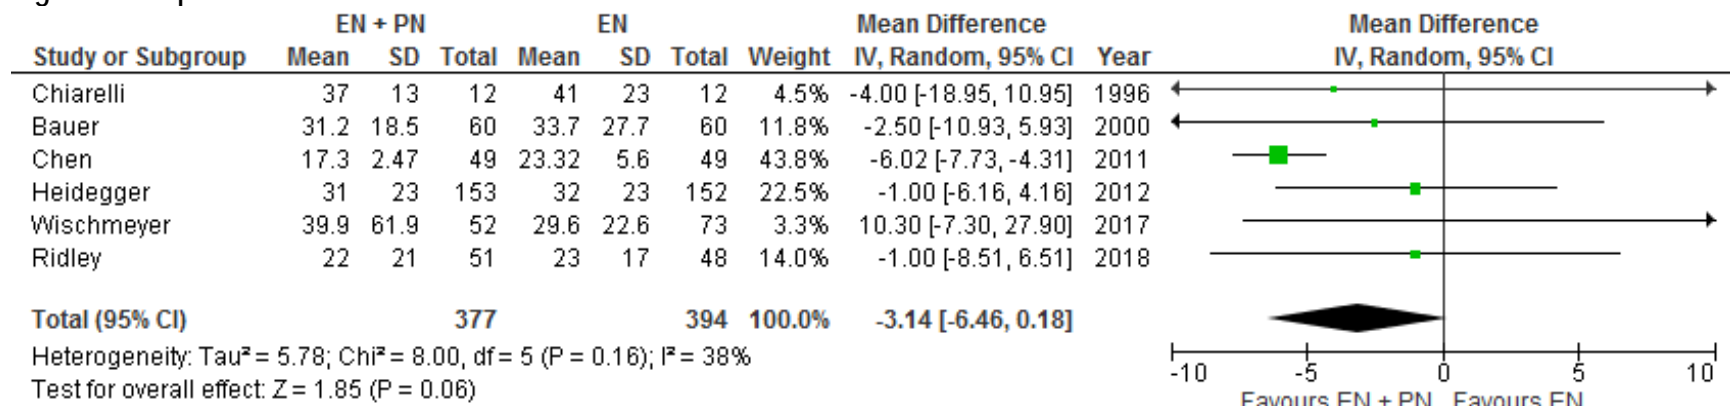 EN + PN EN Mean Difference Mean Difference
Study or Subgroup Mean SD Total Mean SD Total Weight IV, Random, 95% CI Year IV, Random, 95% CI
Chiarelli 37 13 12 41 23 12 4.5% -4.00 [-18.95, 10.95] 1996
Bauer 31.2 18.5 60 33.7 27.7 60 11.8% -2.50 [-10.93, 5.93] 2000
Chen 17.3 2.47 49 23.32 5.6 49 43.8% -6.02 [-7.73, -4.31] 2011
Heidegger 31 23 153 32 23 152 22.5% -1.00 [-6.16, 4.16] 2012
Wischmeyer 39.9 61.9 52 29.6 22.6 73 3.3% 10.30 [-7.30, 27.90] 2017
Ridley 22 21 51 23 17 48 14.0% -1.00 [-8.51, 6.51] 2018
Total (95% CI) 377 394 100.0% -3.14 [-6.46, 0.18]
Heterogeneity: Tau² = 5.78; Chi² = 8.00, df = 5 (P = 0.16); I² = 38%
Test for overall effect: Z = 1.85 (P = 0.06)
-10 -5 0 5 10
Favours EN + PN Favours EN